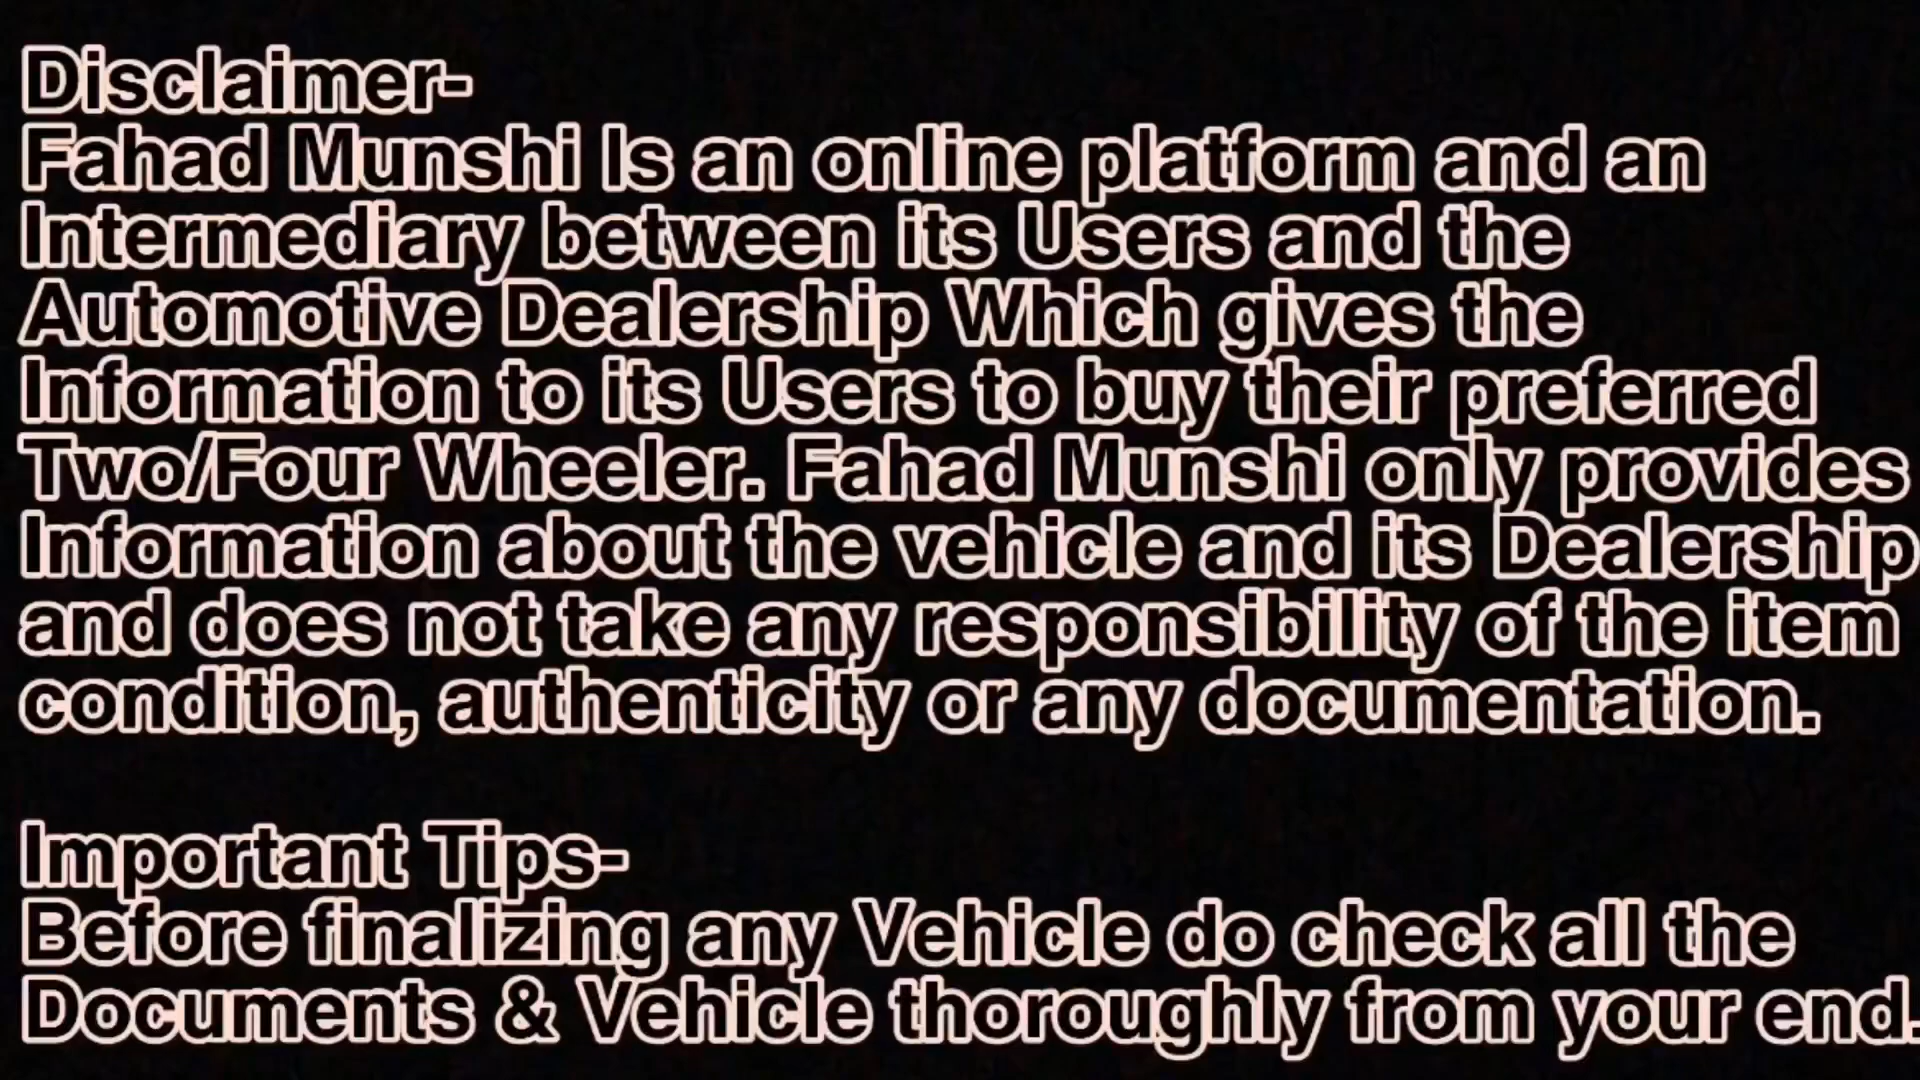 Disclaimer-
Fahad Munshi Is an online platform and an
Intermediary between its Users and the
Automotive Dealership Which gives the
Information to its Users to buy their preferred
Two/Four Wheeler. Fahad Munshi only provides
Information about the vehicle and its Dealership
and does not take any responsibility of the item
condition, authenticity or any documentation.
Important Tips-
Before finalizing any Vehicle do check all the
Documents & Vehicle thoroughly from your end.